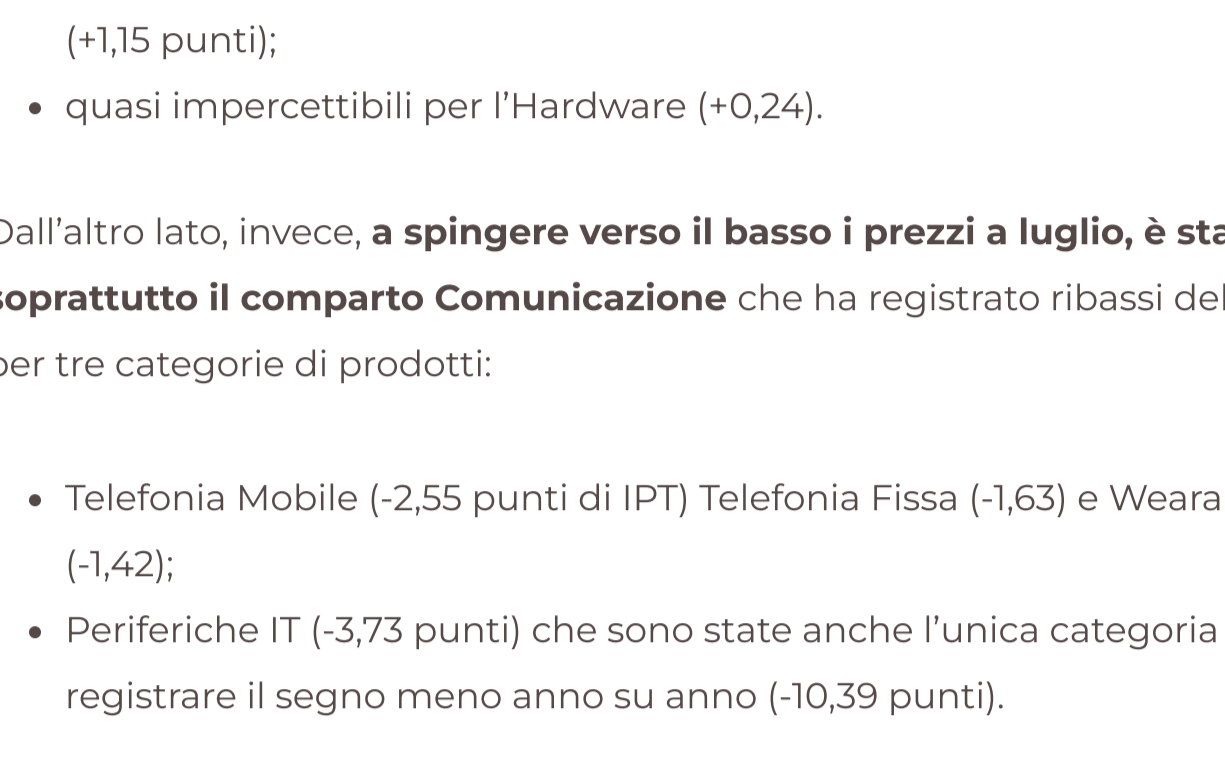 (+1,15 punti);
• quasi impercettibili per l’Hardware (+0,24).
Dall’altro lato, invece, a spingere verso il basso i prezzi a luglio, è sta
soprattutto il comparto Comunicazione che ha registrato ribassi del
per tre categorie di prodotti:
• Telefonia Mobile (-2,55 punti di IPT) Telefonia Fissa (-1,63) e Weara
(-1,42);
• Periferiche IT (-3,73 punti) che sono state anche l’unica categoria
registrare il segno meno anno su anno (-10,39 punti).